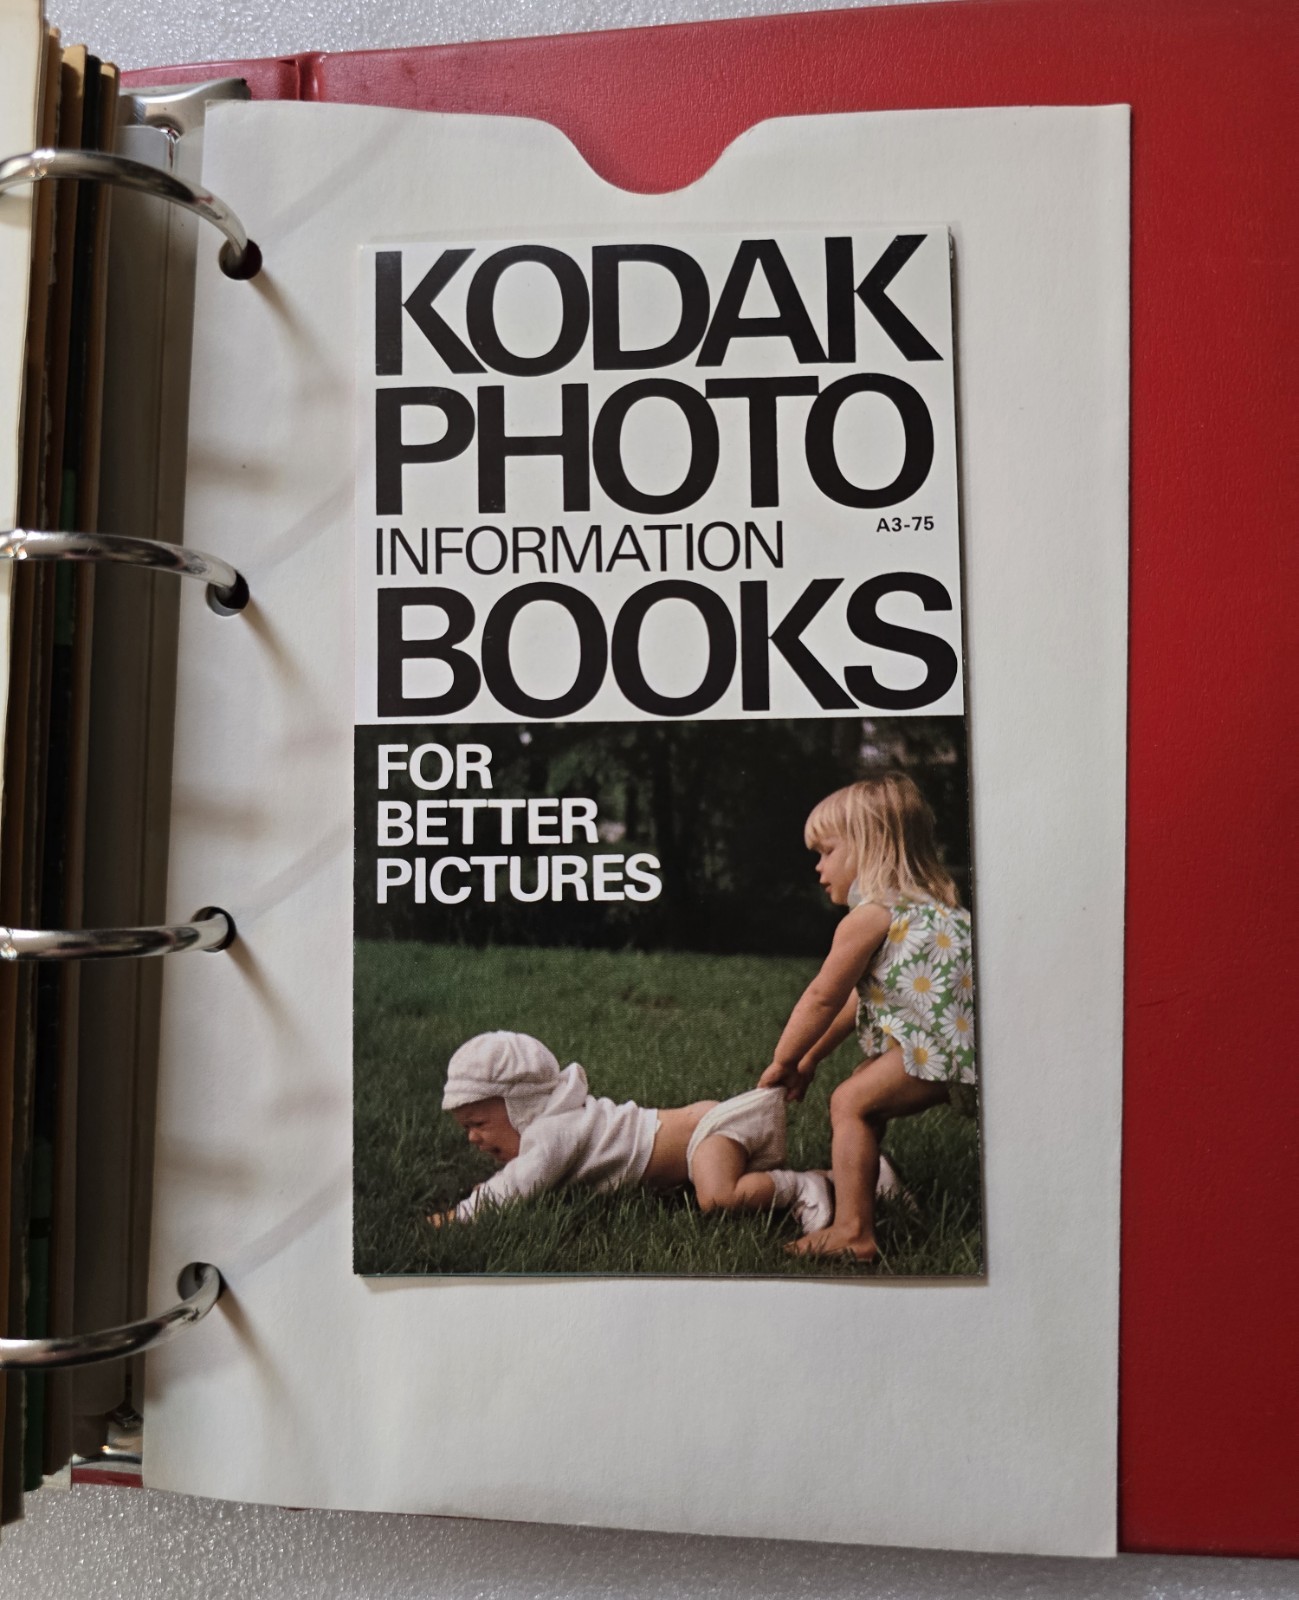 KODAK
PHOTO
A3-75
INFORMATION
BOOKS
FOR
BETTER
PICTURES